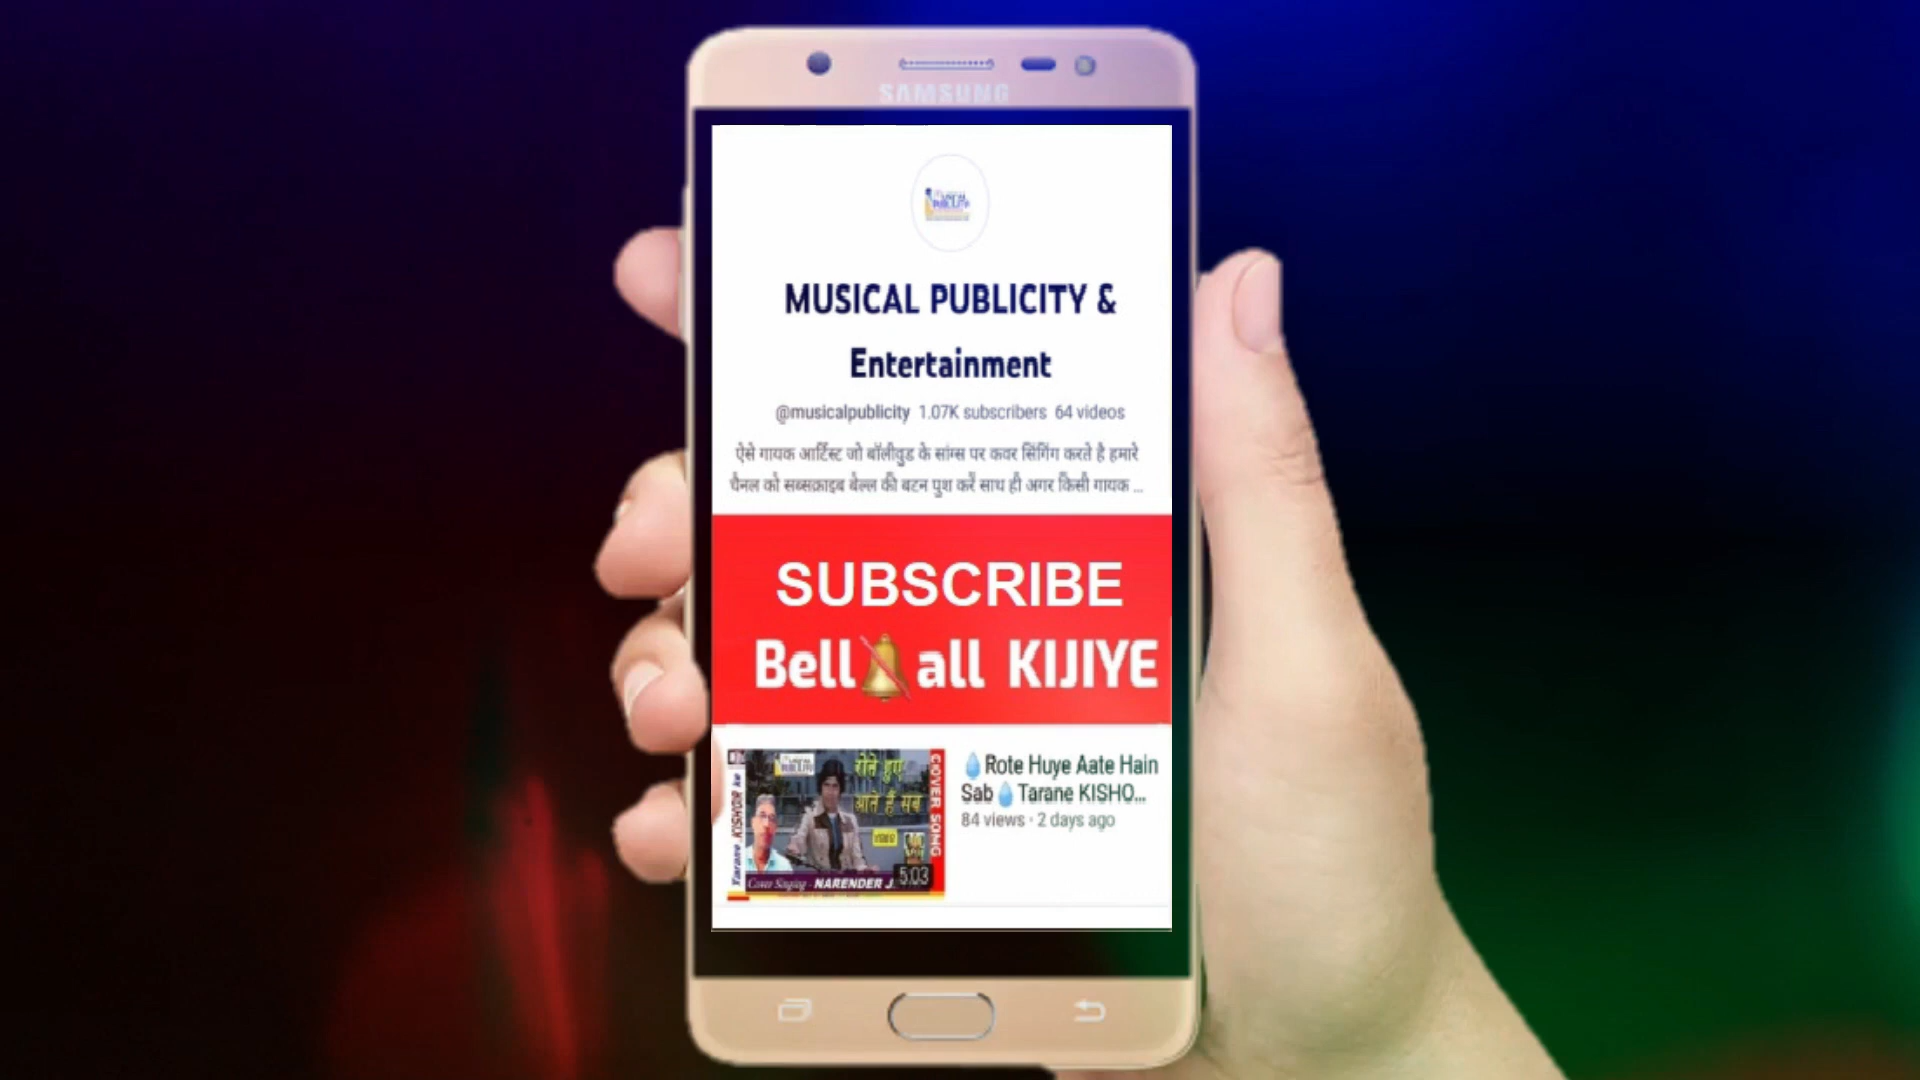 SAMSUNG
MUSICAL PUBLICITY &
Entertainment
@musicalpublicity 1.07K subscribers 64 videos
ऐसे गायक आर्टिस्ट जो बॉलीवुड के सांग्स पर कवर सिंगिंग करते है हमारे
चैनल को सब्सक्राइब बेल्ल की बटन पुश करें साथ ही अगर किसी गायक ...
SUBSCRIBE
Bell🔔all KIJIYE
💧Rote Huye Aate Hain
Sab💧Tarane KISHO...
84 views · 2 days ago
रोते हुए
आते हैं सब
COVER SONG
Tarane KISHOR ke
Cover Singing - NARENDER J.
5:03